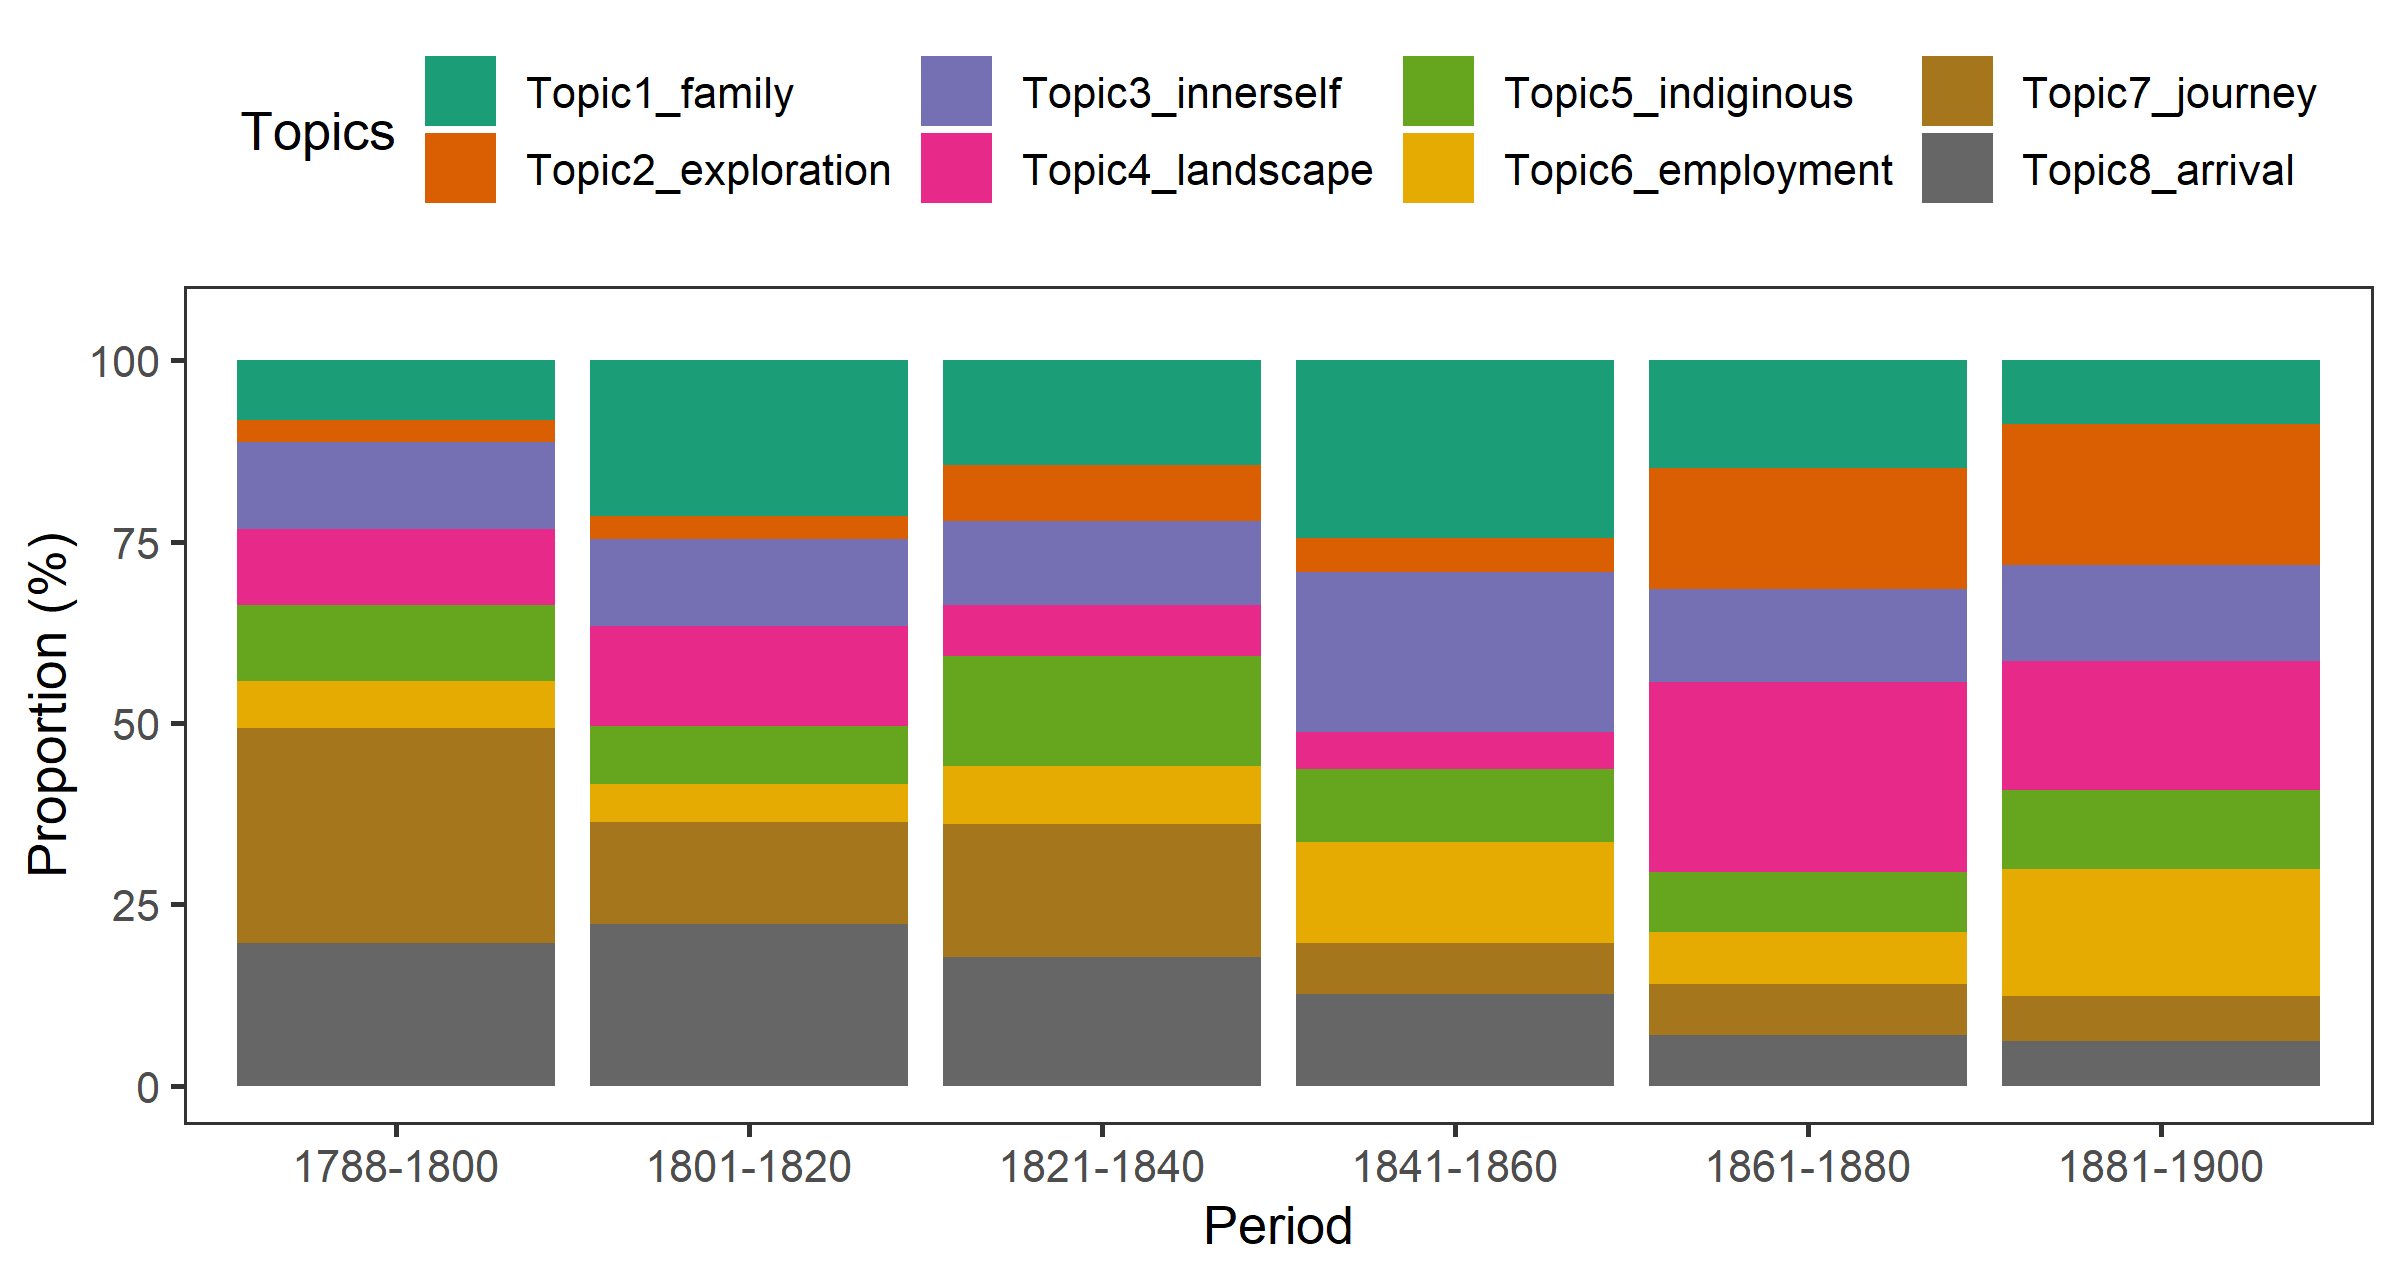 Topics
Topic1_family
Topic2_exploration
Topic3_innerself
Topic4_landscape
Topic5_indiginous
Topic6_employment
Topic7_journey
Topic8_arrival
Proportion (%)
100
75
50
25
0
1788-1800
1801-1820
1821-1840
1841-1860
1861-1880
1881-1900
Period